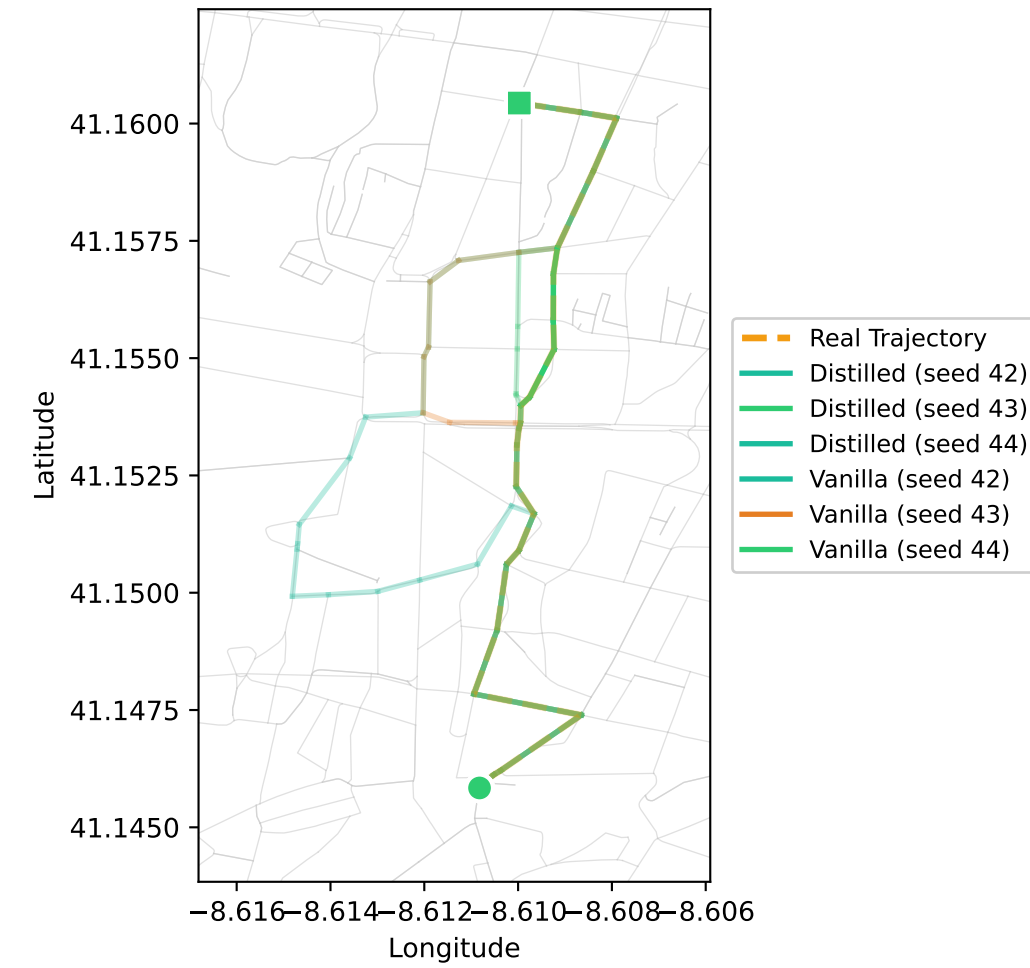 41.1600
41.1575
41.1550
41.1525
41.1500
41.1475
41.1450
Latitude
−8.616 −8.614 −8.612 −8.610 −8.608 −8.606
Longitude
Real Trajectory
Distilled (seed 42)
Distilled (seed 43)
Distilled (seed 44)
Vanilla (seed 42)
Vanilla (seed 43)
Vanilla (seed 44)